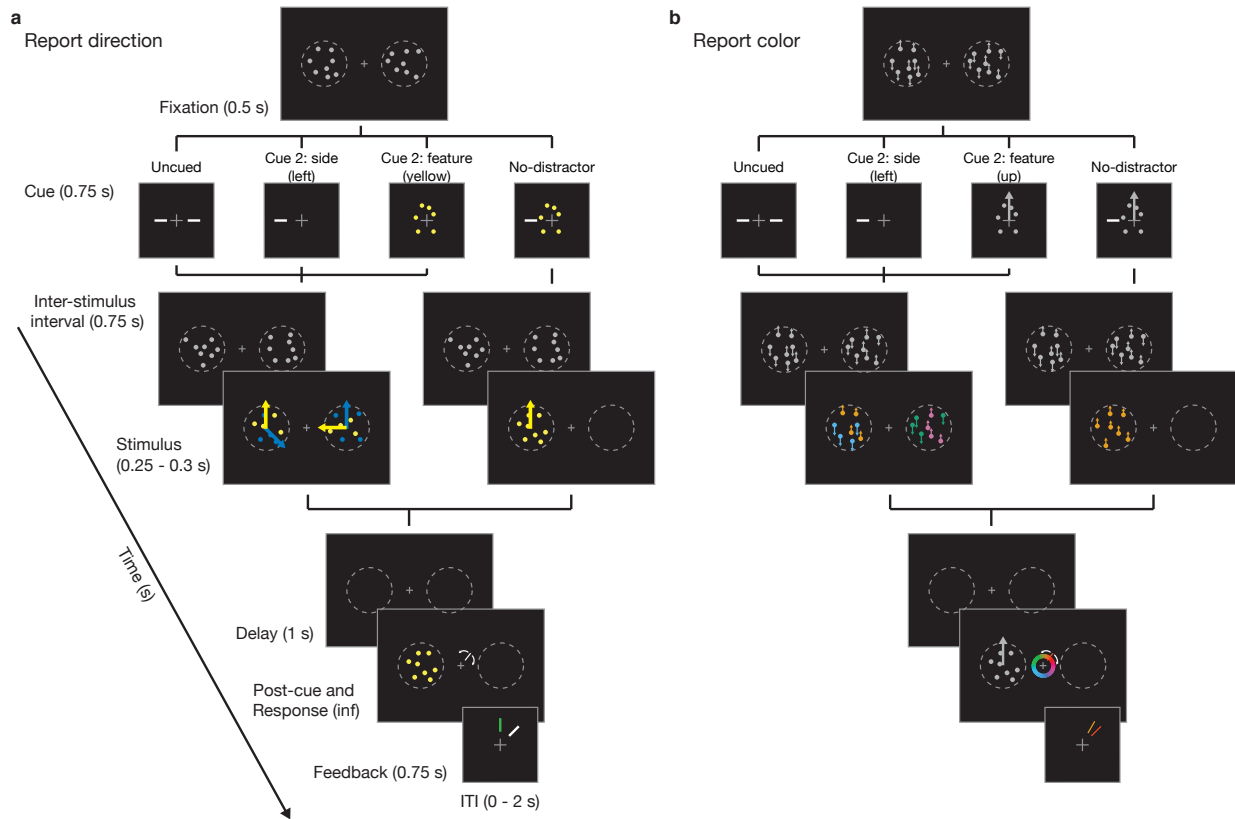 a
Report direction
Fixation (0.5 s)
Uncued
Cue 2: side
(left)
Cue 2: feature
(yellow)
No-distractor
Cue (0.75 s)
Inter-stimulus
interval (0.75 s)
Stimulus
(0.25 - 0.3 s)
Time (s)
Delay (1 s)
Post-cue and
Response (inf)
Feedback (0.75 s)
ITI (0 - 2 s)
b
Report color
Uncued
Cue 2: side
(left)
Cue 2: feature
(up)
No-distractor